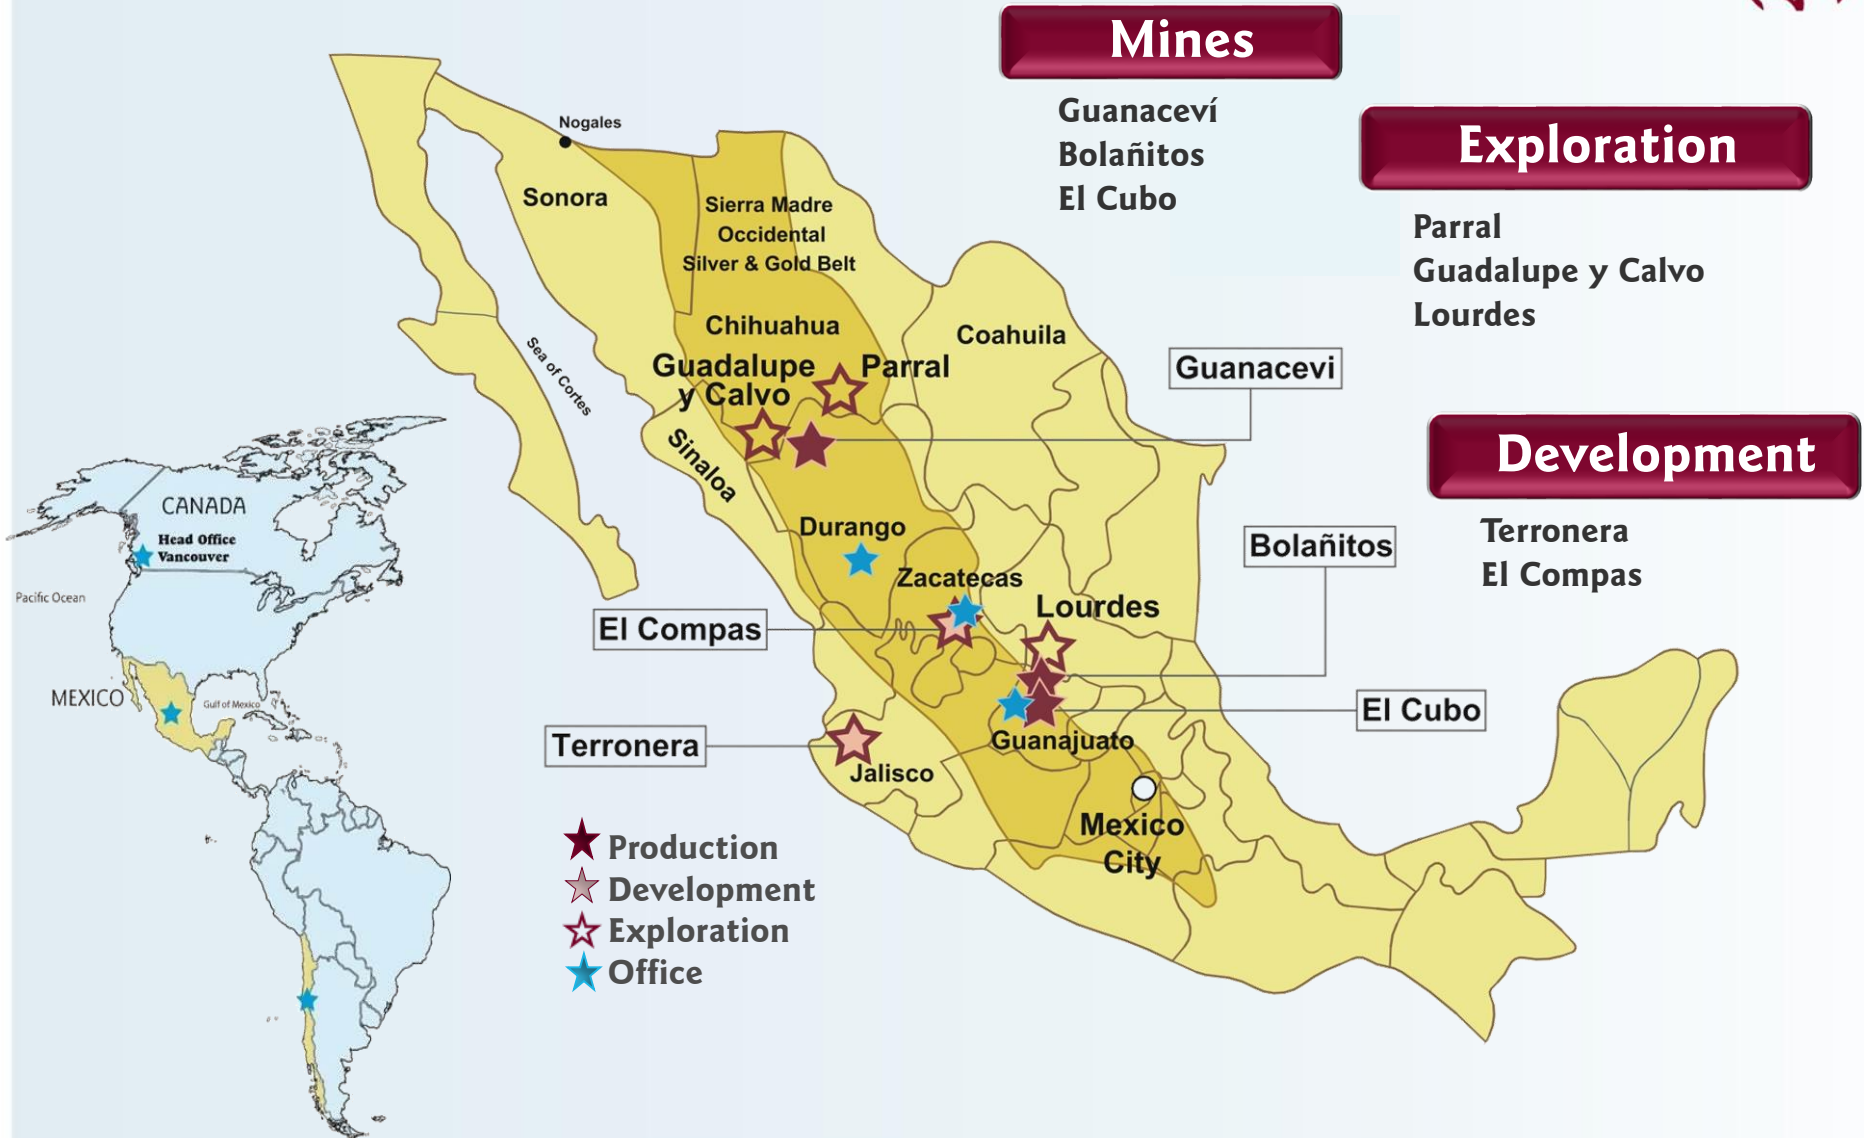 Mines
Guanaceví
Bolañitos
El Cubo
Exploration
Parral
Guadalupe y Calvo
Lourdes
Development
Terronera
El Compas
Nogales
Sonora
Sierra Madre
Occidental
Silver & Gold Belt
Chihuahua
Coahuila
Guadalupe
y Calvo
Parral
Guanacevi
Sea of Cortes
Sinaloa
Durango
Bolañitos
Zacatecas
Lourdes
El Compas
El Cubo
Guanajuato
Terronera
Jalisco
Mexico
City
Production
Development
Exploration
Office
CANADA
Head Office
Vancouver
Pacific Ocean
MEXICO
Gulf of Mexico